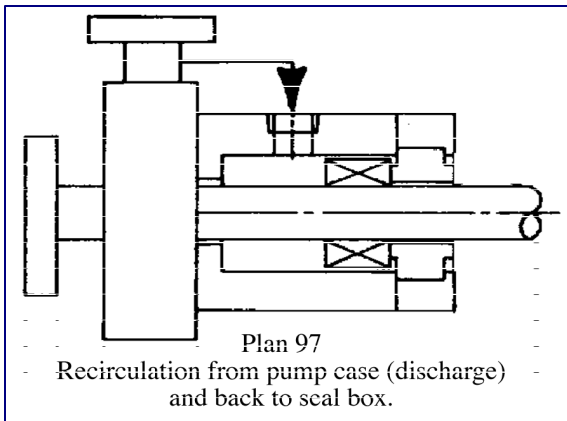 Plan 97
Recirculation from pump case (discharge)
and back to seal box.